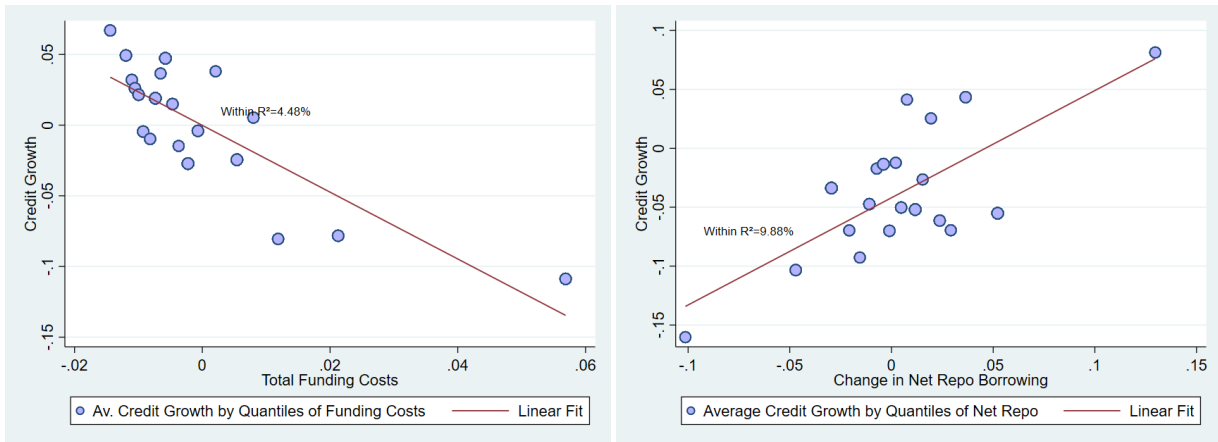 .05
0
-.05
-.1
-.15
Credit Growth
Within R²=4.48%
-.02 0 .02 .04 .06
Total Funding Costs
Av. Credit Growth by Quantiles of Funding Costs Linear Fit
.1
.05
0
-.05
-.1
-.15
Credit Growth
Within R²=9.88%
-.1 -.05 0 .05 .1 .15
Change in Net Repo Borrowing
Average Credit Growth by Quantiles of Net Repo Linear Fit